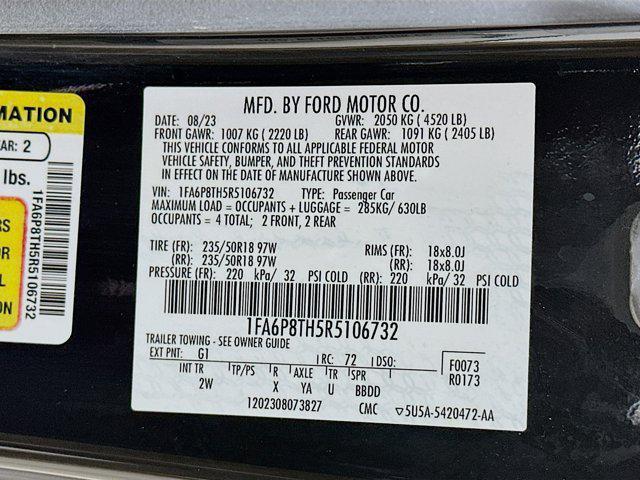 MATION
AR: 2
lbs.
RS
OR
L
ON
1FA6P8TH5R5106732
MFD. BY FORD MOTOR CO.
DATE: 08/23 GVWR: 2050 KG ( 4520 LB)
FRONT GAWR: 1007 KG ( 2220 LB) REAR GAWR: 1091 KG ( 2405 LB)
THIS VEHICLE CONFORMS TO ALL APPLICABLE FEDERAL MOTOR
VEHICLE SAFETY, BUMPER, AND THEFT PREVENTION STANDARDS
IN EFFECT ON THE DATE OF MANUFACTURE SHOWN ABOVE.
VIN: 1FA6P8TH5R5106732 TYPE: Passenger Car
MAXIMUM LOAD = OCCUPANTS + LUGGAGE = 285KG/ 630LB
OCCUPANTS = 4 TOTAL; 2 FRONT, 2 REAR
TIRE (FR): 235/50R18 97W RIMS (FR): 18x8.0J
(RR): 235/50R18 97W (RR): 18x8.0J
PRESSURE (FR): 220 kPa/ 32 PSI COLD (RR): 220 kPa/ 32 PSI COLD
1FA6P8TH5R5106732
TRAILER TOWING - SEE OWNER GUIDE
EXT PNT: G1 RC: 72 DSO: F0073
INT TR TP/PS R AXLE TR SPR R0173
2W X YA U BBDD
1202308073827 CMC ▽5U5A-5420472-AA